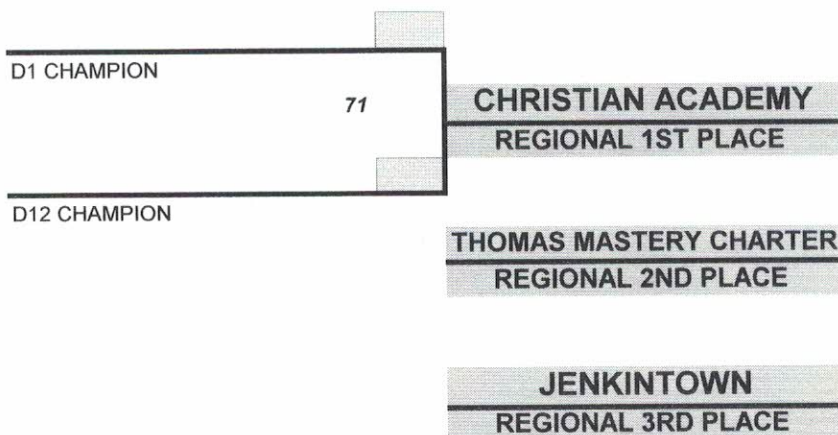 D1 CHAMPION
71
CHRISTIAN ACADEMY
REGIONAL 1ST PLACE
D12 CHAMPION
THOMAS MASTERY CHARTER
REGIONAL 2ND PLACE
JENKINTOWN
REGIONAL 3RD PLACE